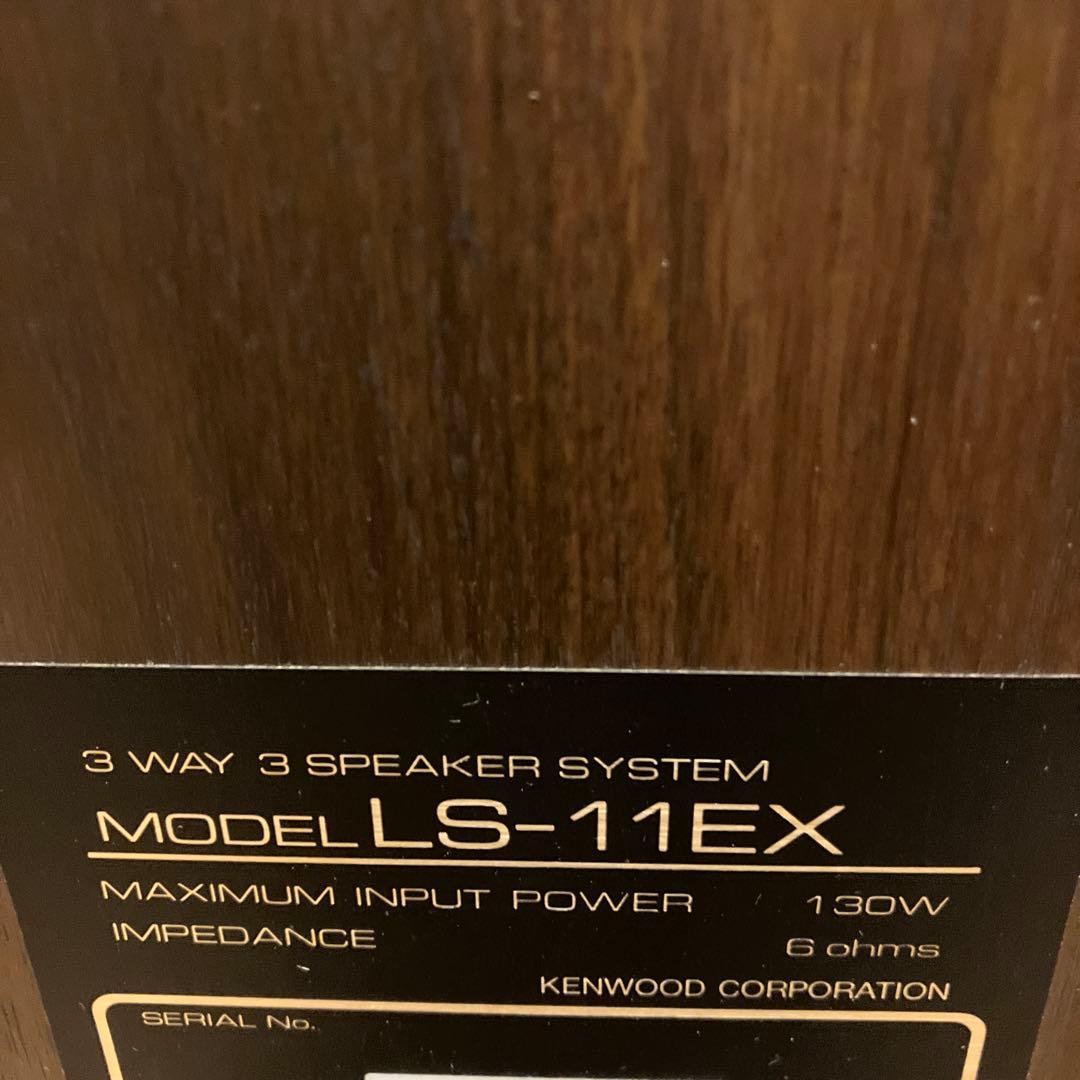 3 WAY 3 SPEAKER SYSTEM
MODEL LS-11EX
MAXIMUM INPUT POWER 130W
IMPEDANCE 6 ohms
KENWOOD CORPORATION
SERIAL No.